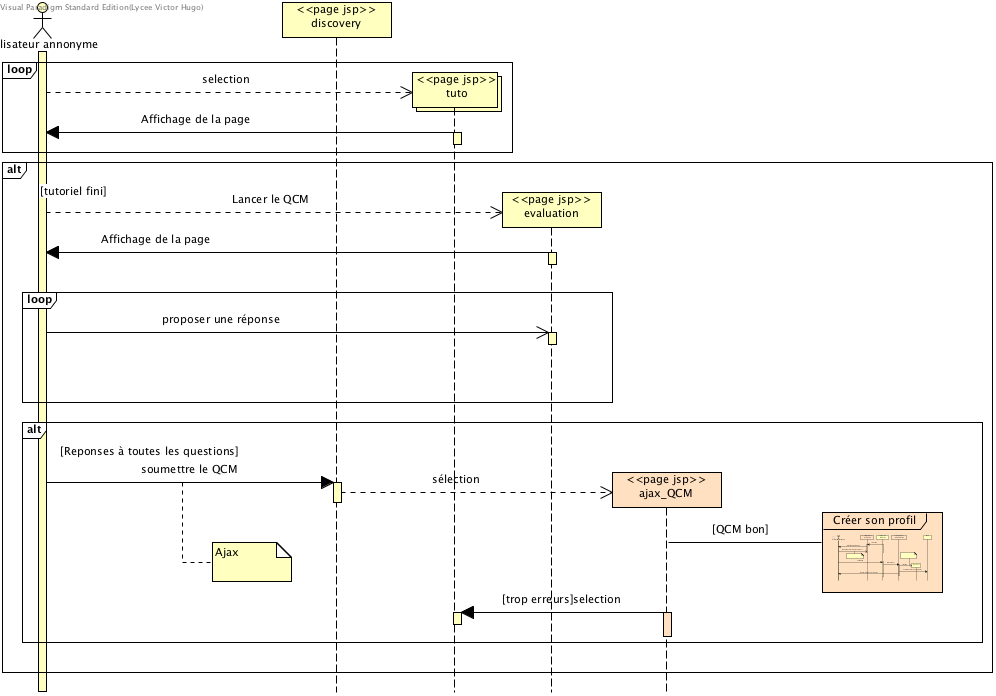 Visual Paradigm Standard Edition(Lycee Victor Hugo)
<<page jsp>>
discovery
lisateur annonyme
loop
selection
<<page jsp>>
tuto
Affichage de la page
alt
[tutoriel fini]
Lancer le QCM
<<page jsp>>
evaluation
Affichage de la page
loop
proposer une réponse
alt
[Reponses à toutes les questions]
soumettre le QCM
sélection
<<page jsp>>
ajax_QCM
Créer son profil
[QCM bon]
Ajax
[trop erreurs]selection